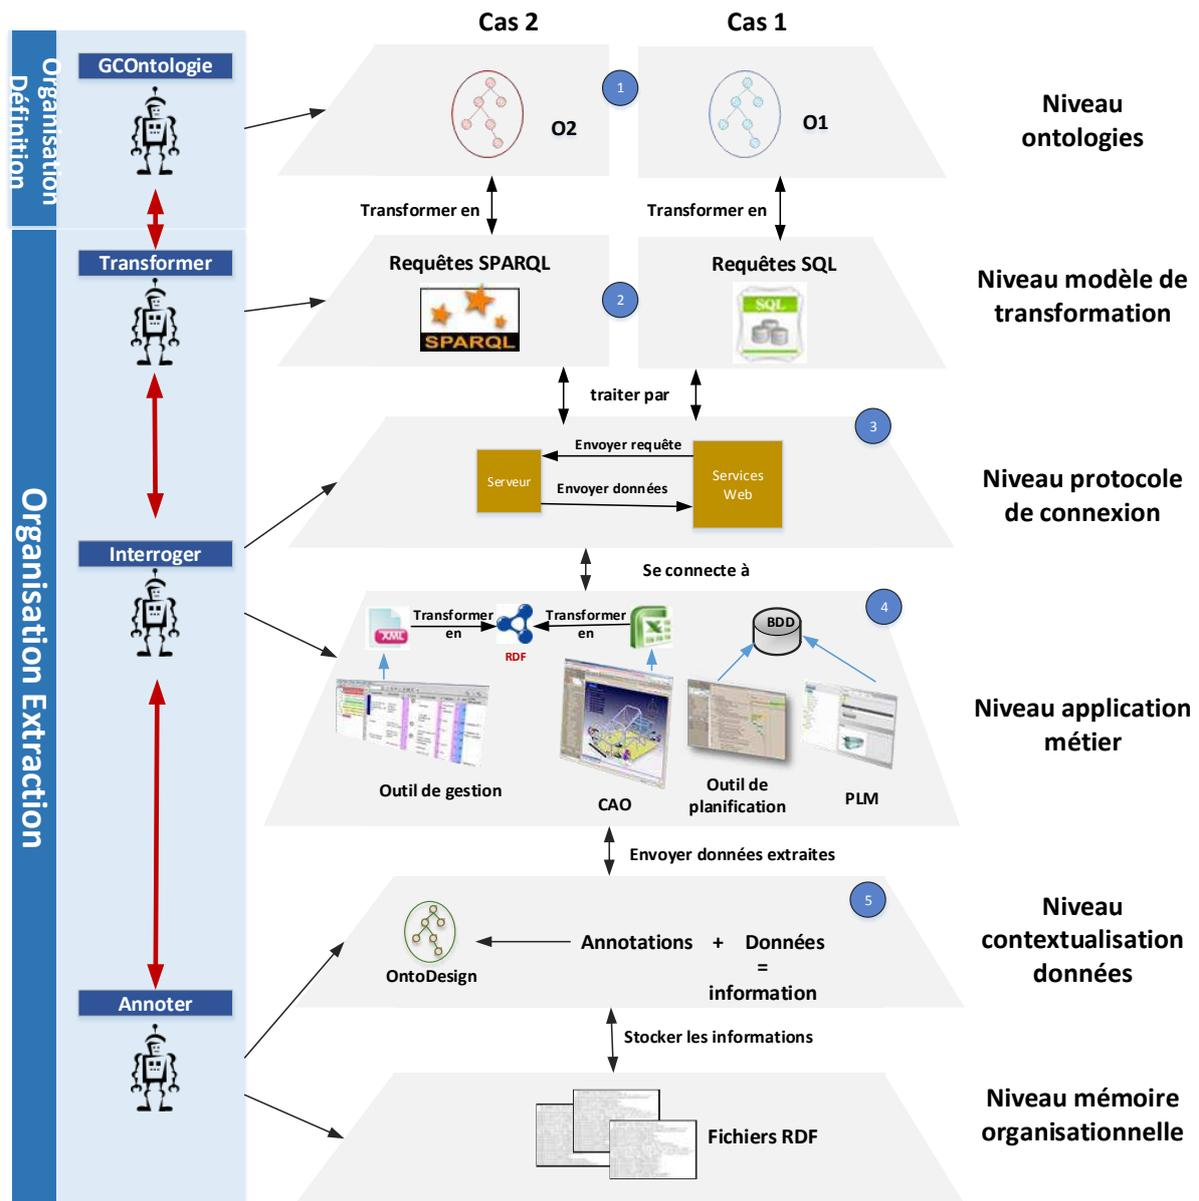 Cas 2
Cas 1
Organisation
Définition
GCOntologie
1
O2
O1
Niveau
ontologies
Transformer en
Transformer en
Transformer
Requêtes SPARQL
SPARQL
2
Requêtes SQL
SQL
Niveau modèle de
transformation
traiter par
3
Envoyer requête
Serveur
Envoyer données
Services
Web
Niveau protocole
de connexion
Organisation Extraction
Interroger
Se connecte à
4
XML
Transformer
en
RDF
Transformer
en
BDD
Outil de gestion
CAO
Outil de
planification
PLM
Niveau application
métier
Envoyer données extraites
5
OntoDesign
Annotations + Données
=
information
Niveau
contextualisation
données
Annoter
Stocker les informations
Fichiers RDF
Niveau mémoire
organisationnelle